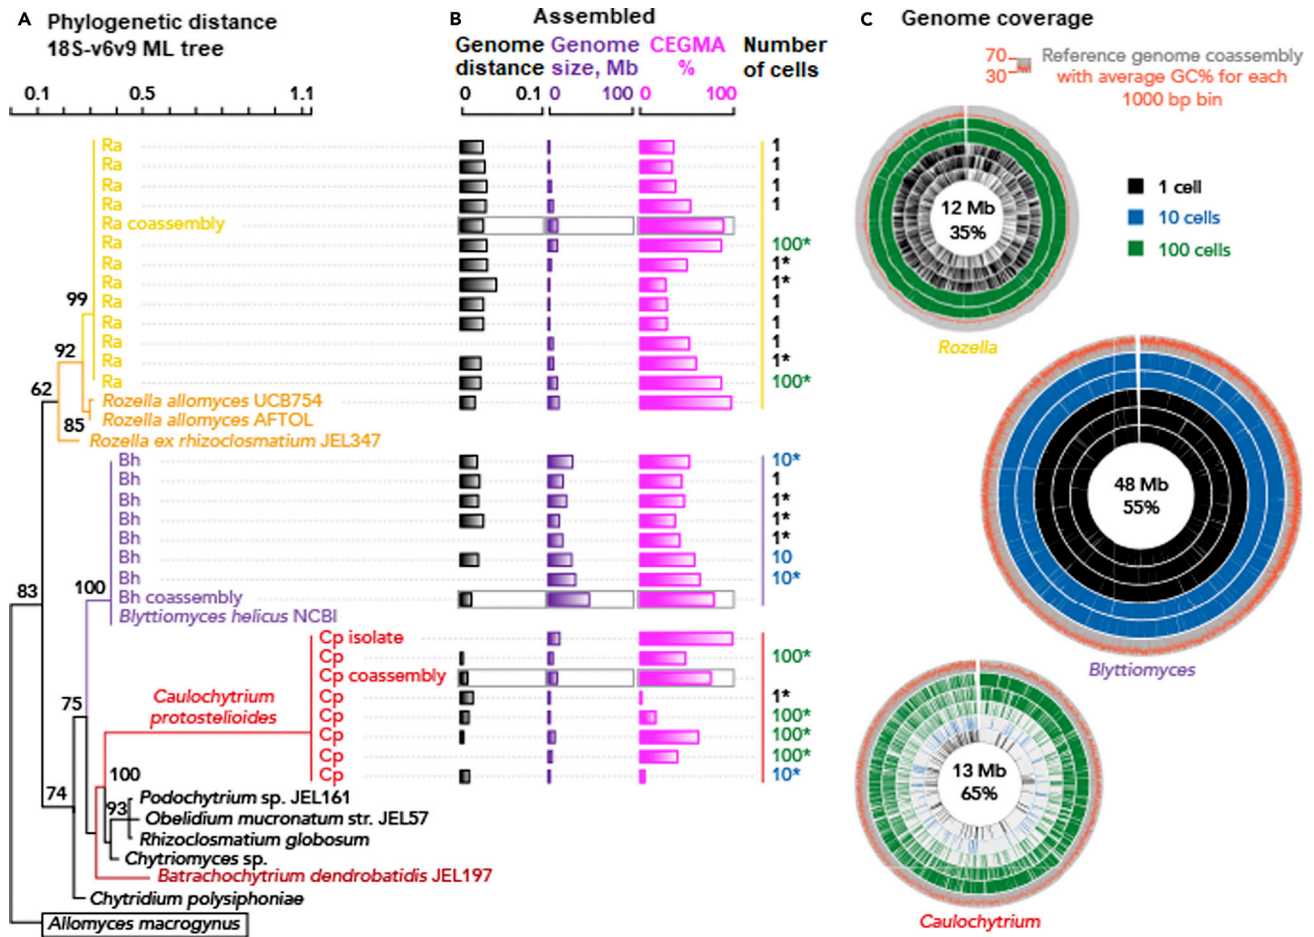 A Phylogenetic distance
18S-v6v9 ML tree
0.1 0.5 1.1
B Assembled
Genome distance
Genome size, Mb
CEGMA %
Number of cells
0 0.1 0 100 0 100
C Genome coverage
70
30
Reference genome coassembly
with average GC% for each
1000 bp bin
1 cell
10 cells
100 cells
12 Mb
35%
Rozella
48 Mb
55%
Blyttiomyces
13 Mb
65%
Caulochytrium
Ra 1
Ra 1
Ra 1
Ra 1
Ra coassembly
Ra 100*
Ra 1*
Ra 1
Ra 1
Ra 1
Ra 1
Ra 1*
Ra 100*
Rozella allomyces UCB754
Rozella allomyces AFTOL
Rozella ex rhizoclosmatium JEL347
99
92
62
85
Bh 10*
Bh 1
Bh 1*
Bh 1*
Bh 1*
Bh 10
Bh 10*
Bh coassembly
Blyttiomyces helicus NCBI
83
100
Cp isolate
Cp 100*
Cp coassembly
Cp 1*
Cp 100*
Cp 100*
Cp 100*
Cp 10*
Caulochytrium
protostelioides
75
100
74
93
Podochytrium sp. JEL161
Obelidium mucronatum str. JEL57
Rhizoclosmatium globosum
Chytriomyces sp.
Batrachochytrium dendrobatidis JEL197
Chytridium polysiphoniae
Allomyces macrogynus